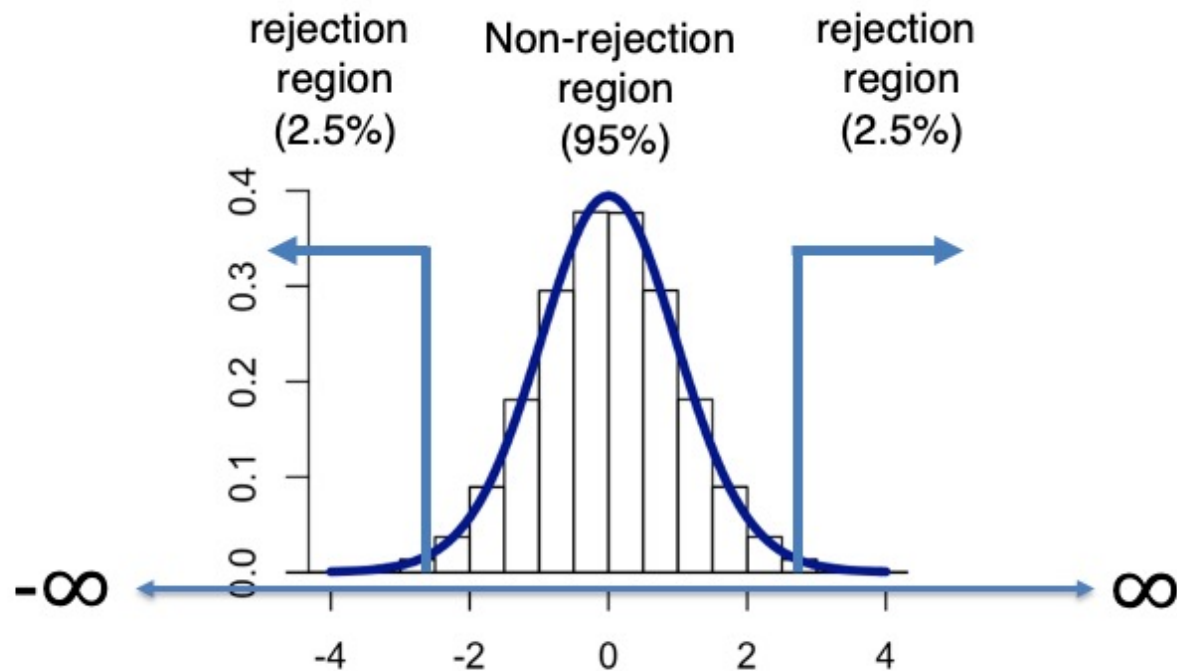 rejection
region
(2.5%)
Non-rejection
region
(95%)
rejection
region
(2.5%)
0.4
0.3
0.2
0.1
0.0
-∞
∞
-4 -2 0 2 4